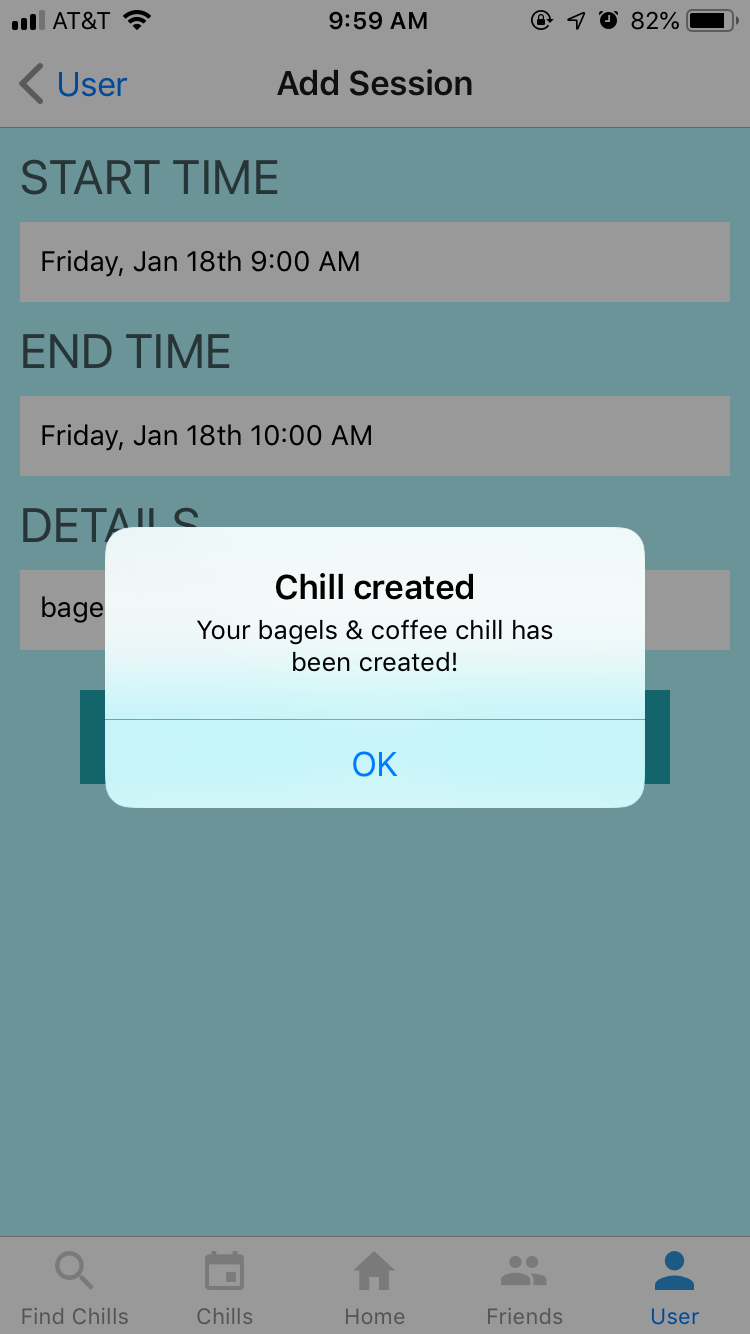 AT&T 9:59 AM 82%
User Add Session
START TIME
Friday, Jan 18th 9:00 AM
END TIME
Friday, Jan 18th 10:00 AM
DETAILS
bage
Chill created
Your bagels & coffee chill has
been created!
OK
Find Chills Chills Home Friends User